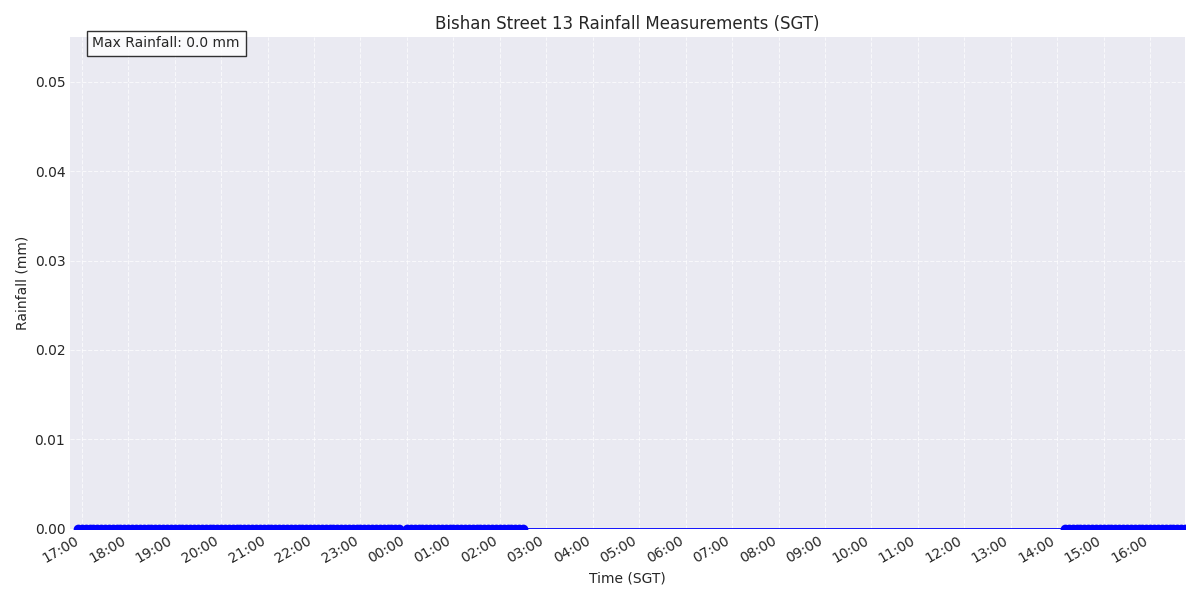 Bishan Street 13 Rainfall Measurements (SGT)
Max Rainfall: 0.0 mm
0.05
0.04
0.03
0.02
0.01
0.00
Rainfall (mm)
17:00 18:00 19:00 20:00 21:00 22:00 23:00 00:00 01:00 02:00 03:00 04:00 05:00 06:00 07:00 08:00 09:00 10:00 11:00 12:00 13:00 14:00 15:00 16:00
Time (SGT)